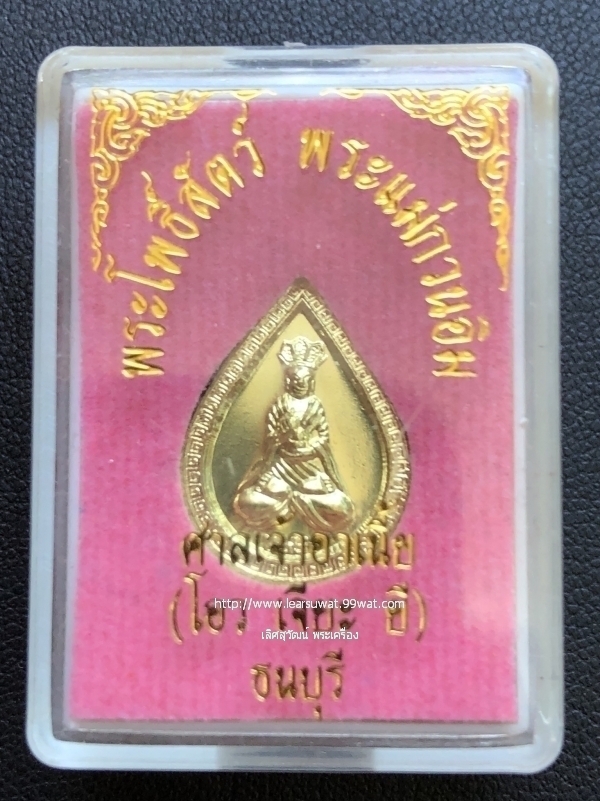 พระโพธิ์สัตว์ พระแม่กวนอิม
ศาลเจ้าอาเนี้ย
http://www.learsuwat.99wat.com
(โอว เจียะ อี)
เลิศสุวัฒน์ พระเครื่อง
ธนบุรี